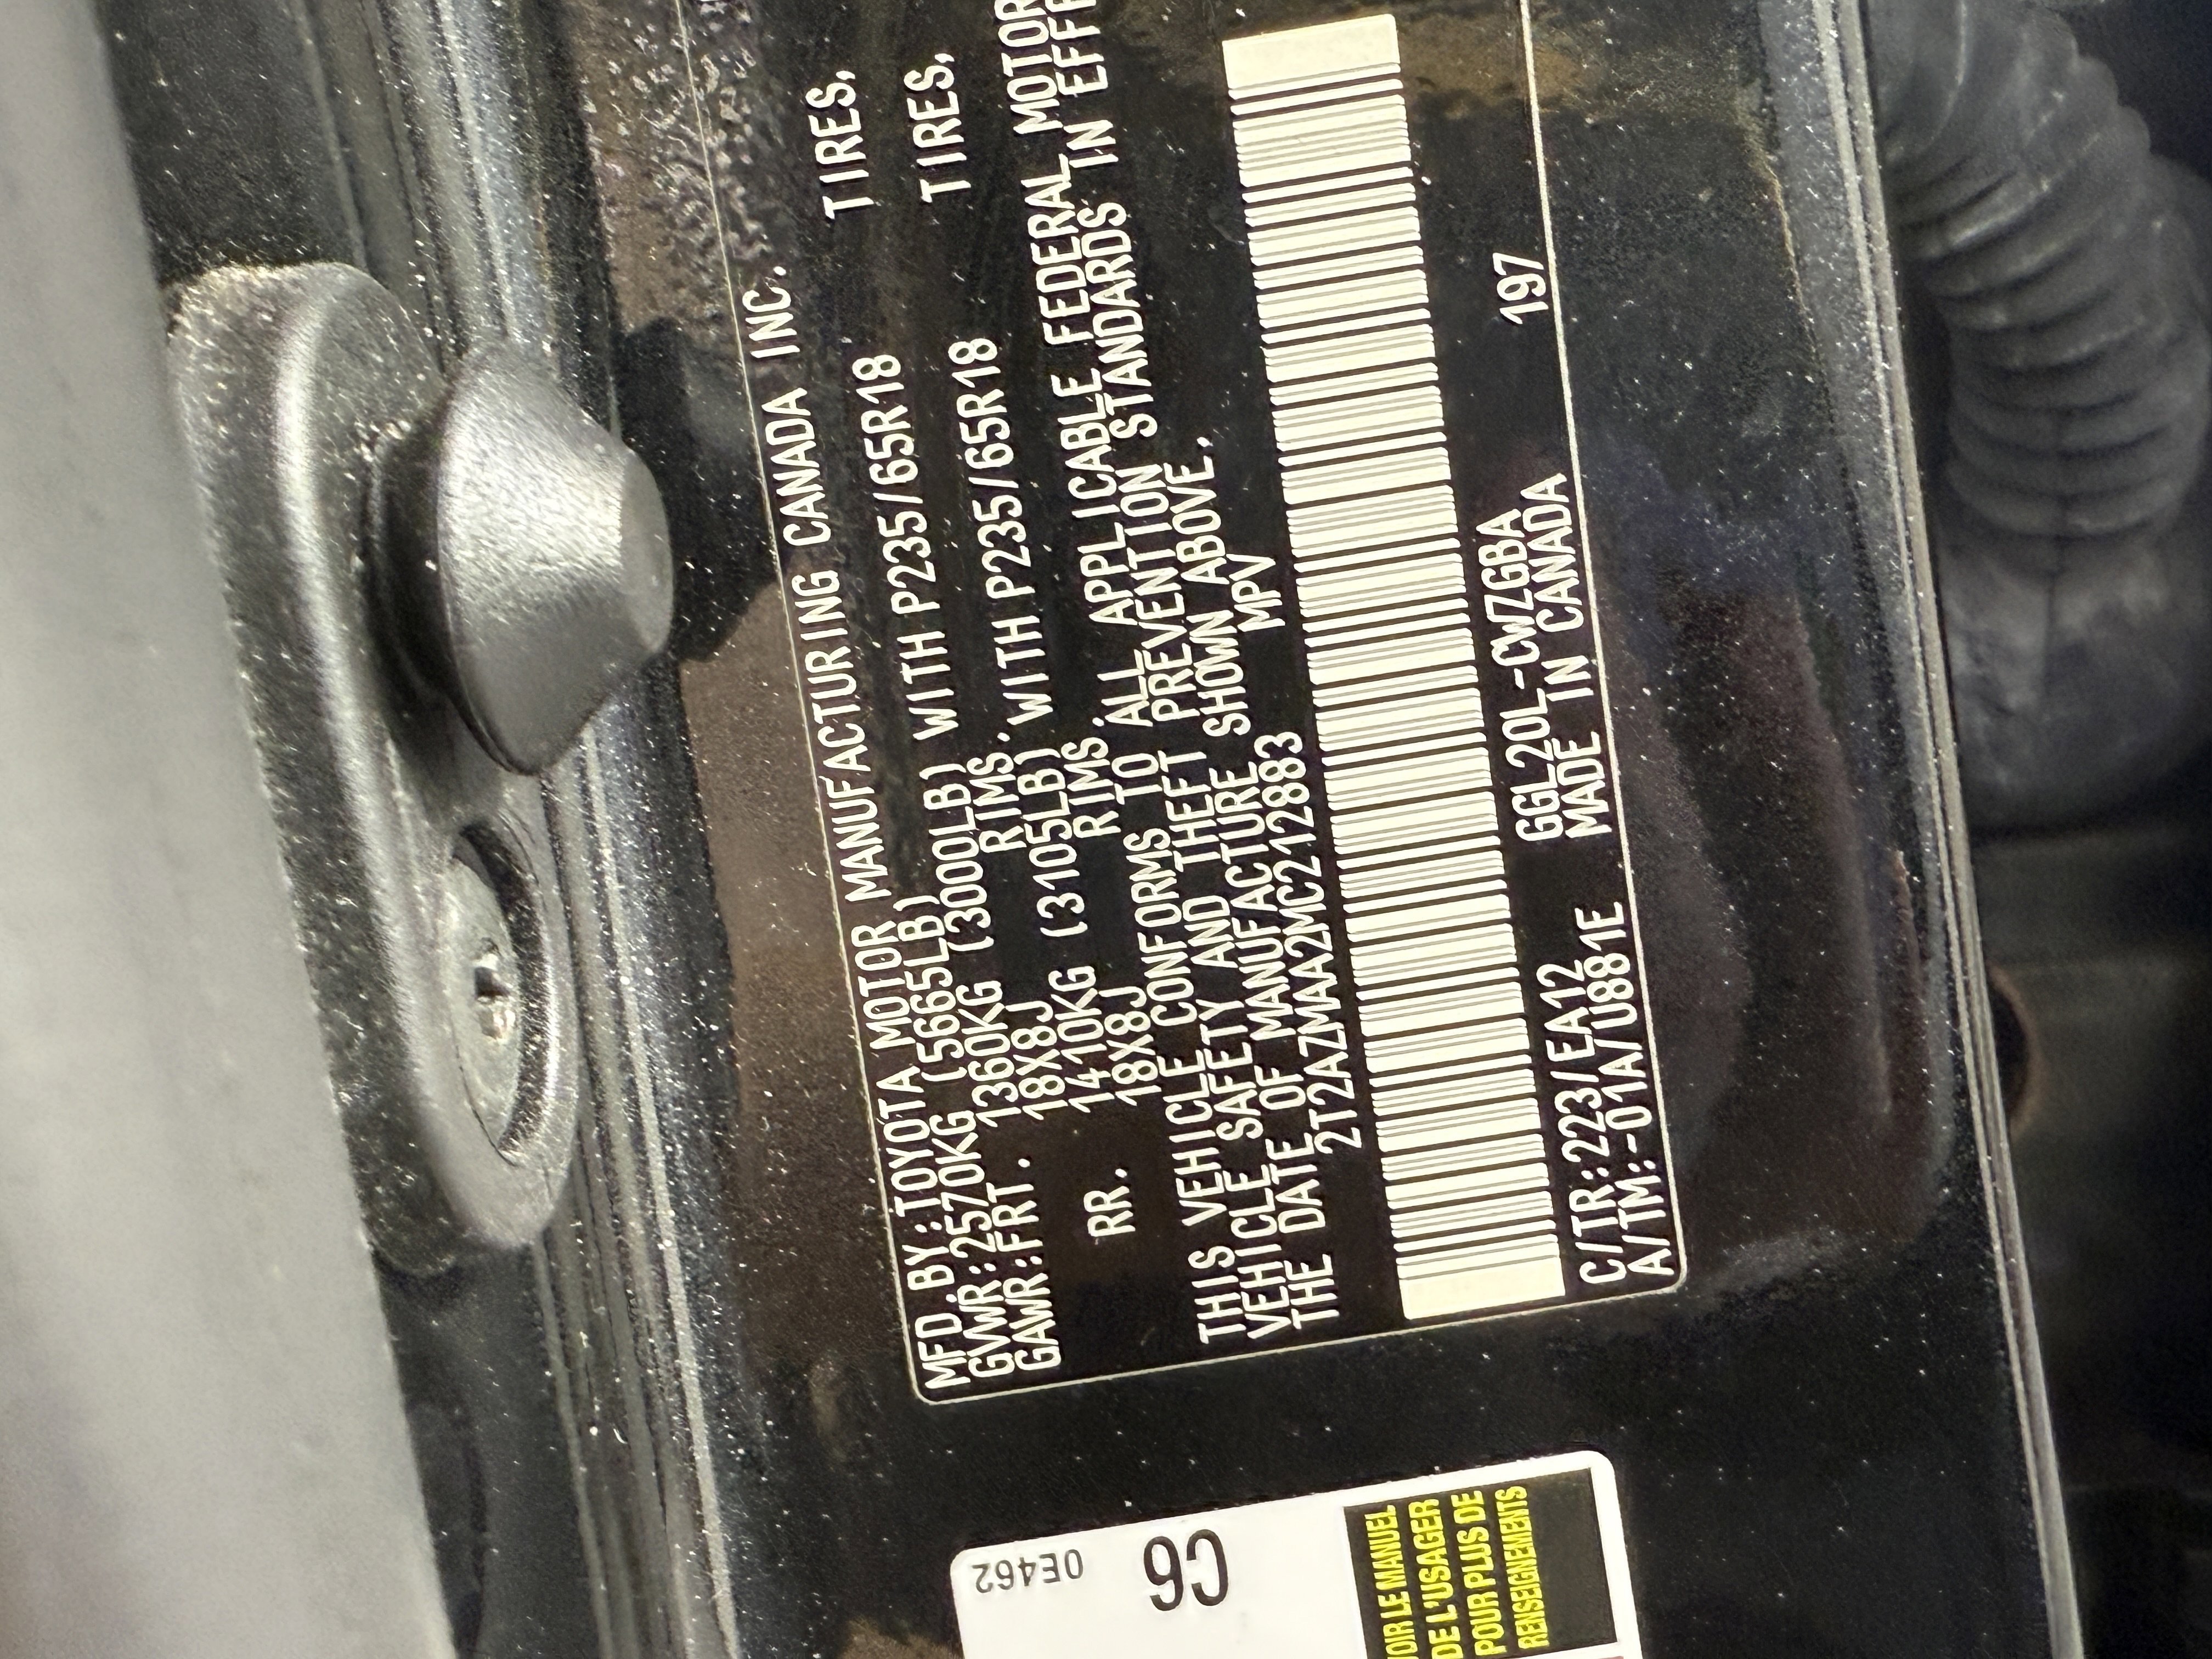 MFD.BY:TOYOTA MOTOR MANUFACTURING CANADA INC.
GVWR:2570KG (5665LB)
GAWR:FRT. 1360KG (3000LB) WITH P235/65R18 TIRES,
18X8J RIMS,
RR. 1410KG (3105LB) WITH P235/65R18 TIRES,
18X8J RIMS.
THIS VEHICLE CONFORMS TO ALL APPLICABLE FEDERAL MOTOR
VEHICLE SAFETY AND THEFT PREVENTION STANDARDS IN
THE DATE OF MANUFACTURE SHOWN ABOVE.
2T2AZMAA2MC212883 MPV
C/TR:223/EA12 GGL20L-CWZGBA 197
A/TM:-01A/U881E MADE IN CANADA
0E462
C6
LE MANUEL
DE L'USAGER
POUR PLUS DE
RENSEIGNEMENTS